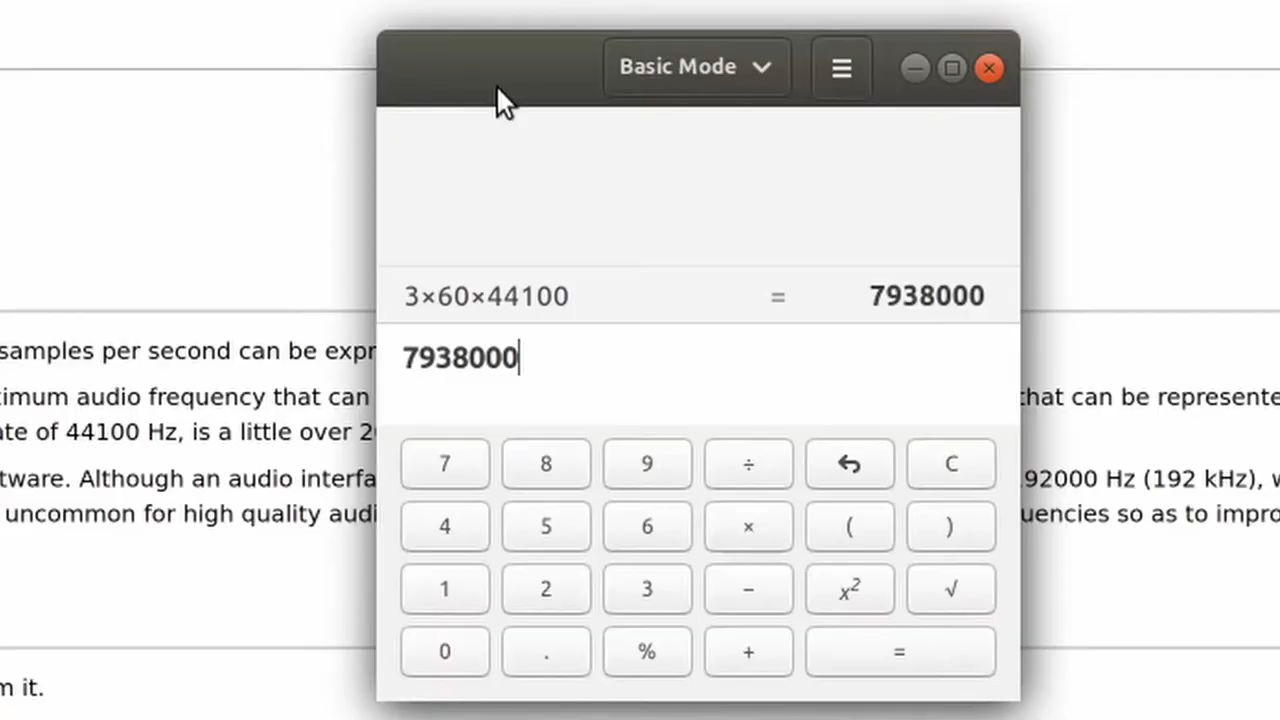 Basic Mode
3×60×44100 = 7938000
7938000
samples per second can be expr
imum audio frequency that can that can be represente
ate of 44100 Hz, is a little over 2
tware. Although an audio interfa 92000 Hz (192 kHz), w
uncommon for high quality audi uencies so as to impro
7 8 9 ÷ C
4 5 6 × ( )
1 2 3 − x² √
0 . % + =
m it.